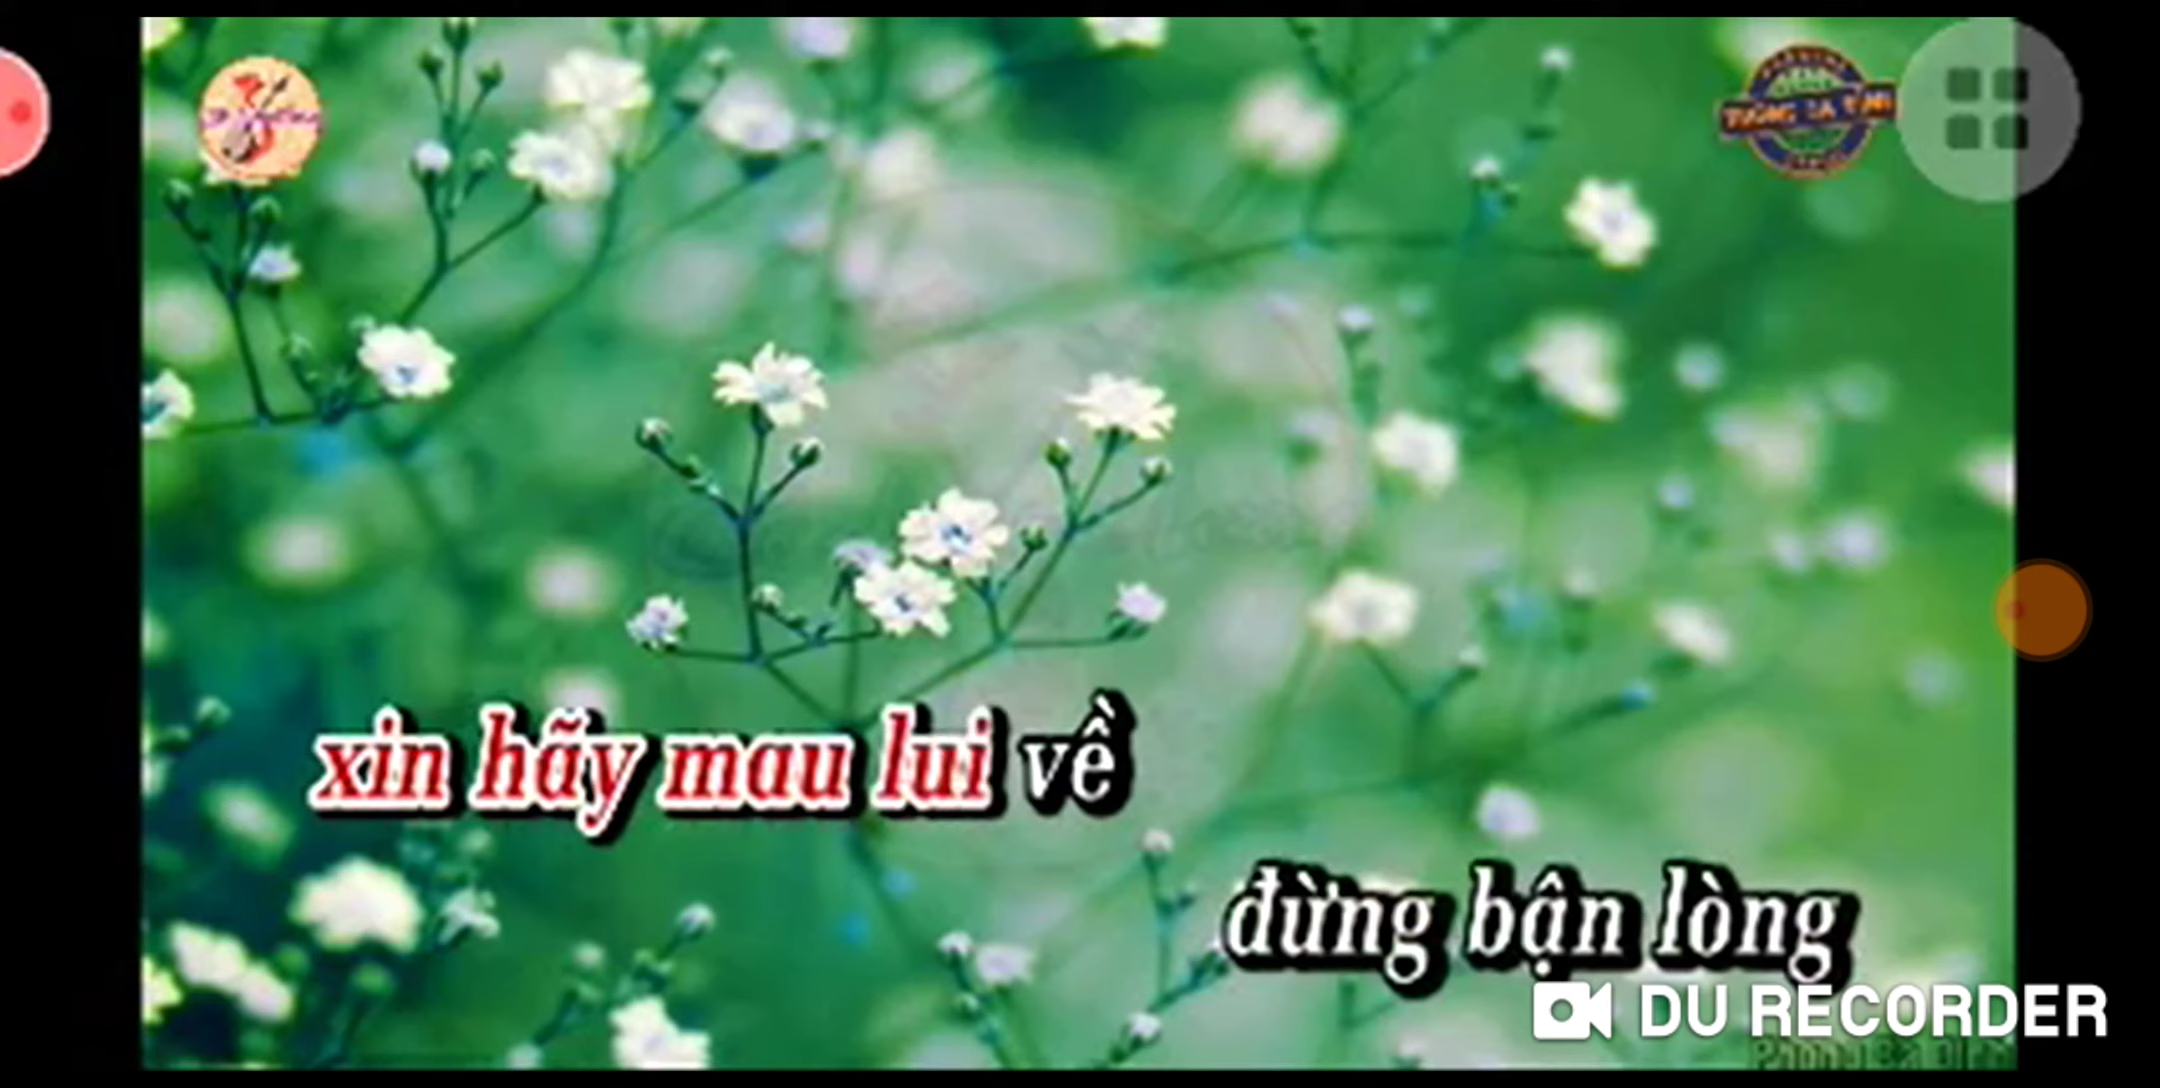 xin hãy mau lui về
đừng bận lòng
DU RECORDER